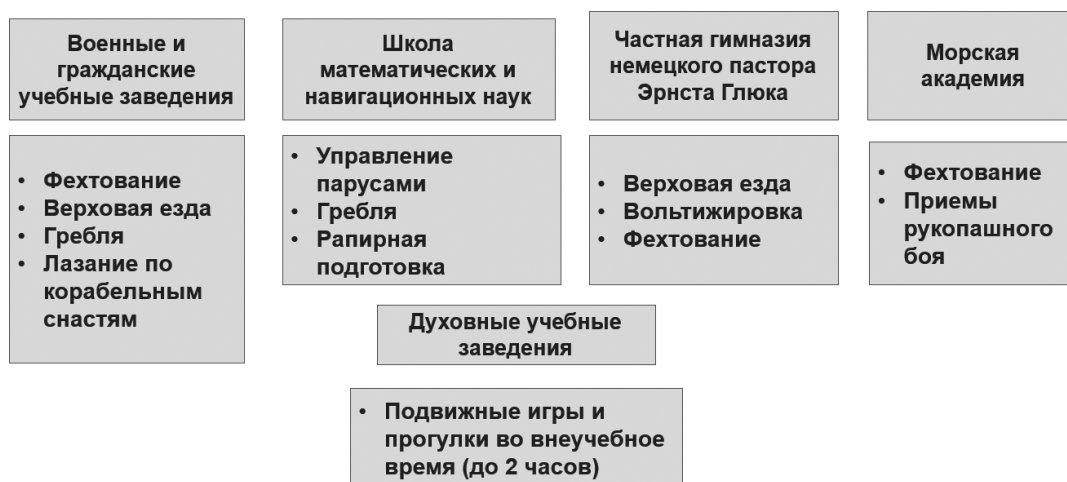 Военные и
гражданские
учебные заведения
Школа
математических и
навигационных наук
Частная гимназия
немецкого пастора
Эрнста Глюка
Морская
академия
• Фехтование
• Верховая езда
• Гребля
• Лазание по
корабельным
снастям
• Управление
парусами
• Гребля
• Рапирная
подготовка
• Верховая езда
• Вольтижировка
• Фехтование
• Фехтование
• Приемы
рукопашного
боя
Духовные учебные
заведения
• Подвижные игры и
прогулки во внеучебное
время (до 2 часов)